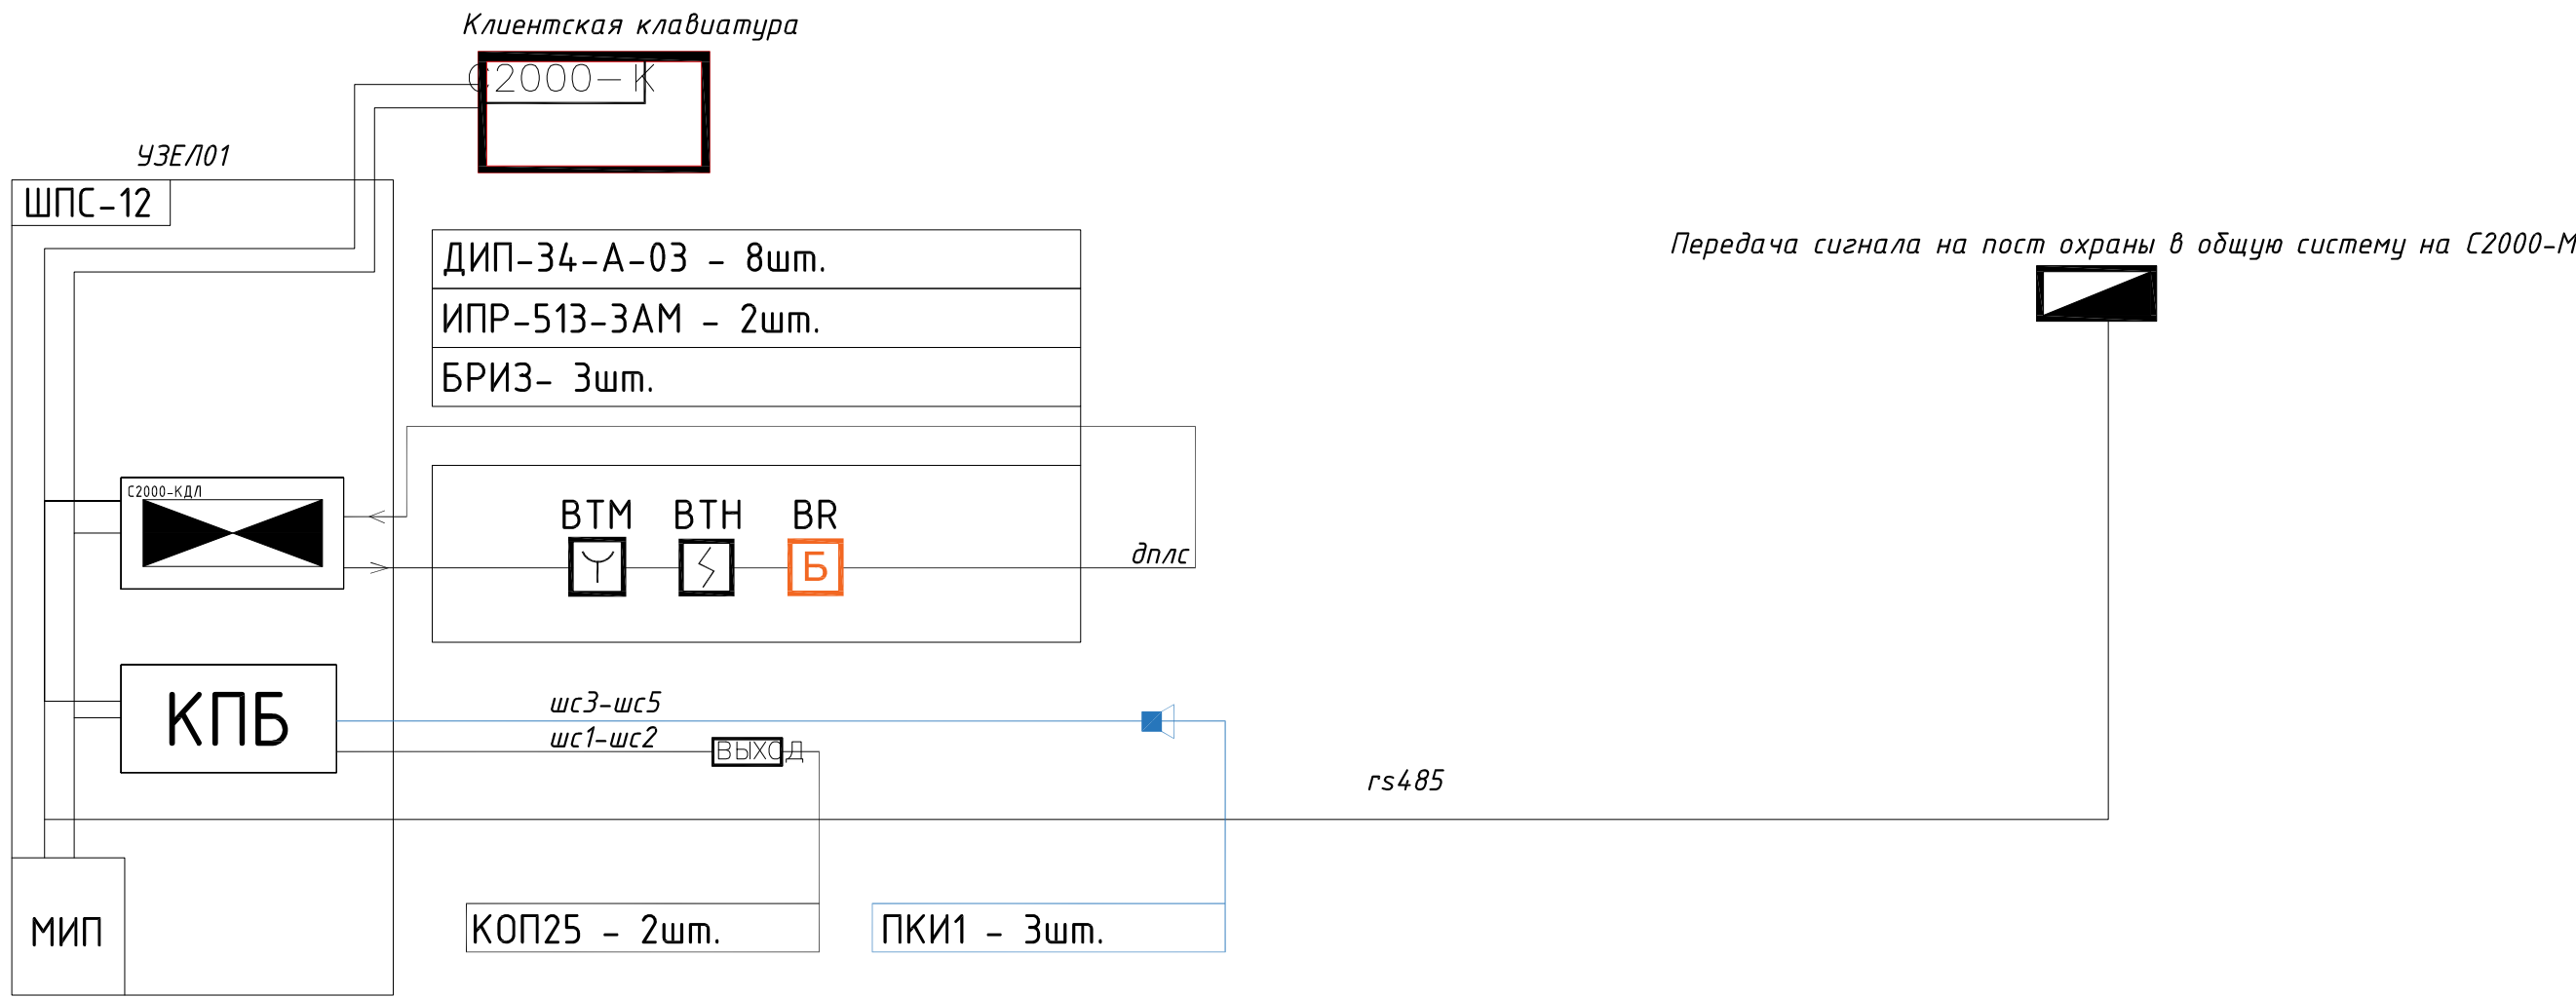 Клиентская клавиатура
С2000-К
УЗЕЛ01
ШПС-12
ДИП-34-А-03 - 8шт.
ИПР-513-3АМ - 2шт.
БРИЗ- 3шт.
Передача сигнала на пост охраны в общую систему на С2000-М
С2000-КДЛ
ВТМ
ВТН
BR
Б
дплс
КПБ
шс3-шс5
шс1-шс2
ВЫХОД
rs485
МИП
КОП25 - 2шт.
ПКИ1 - 3шт.